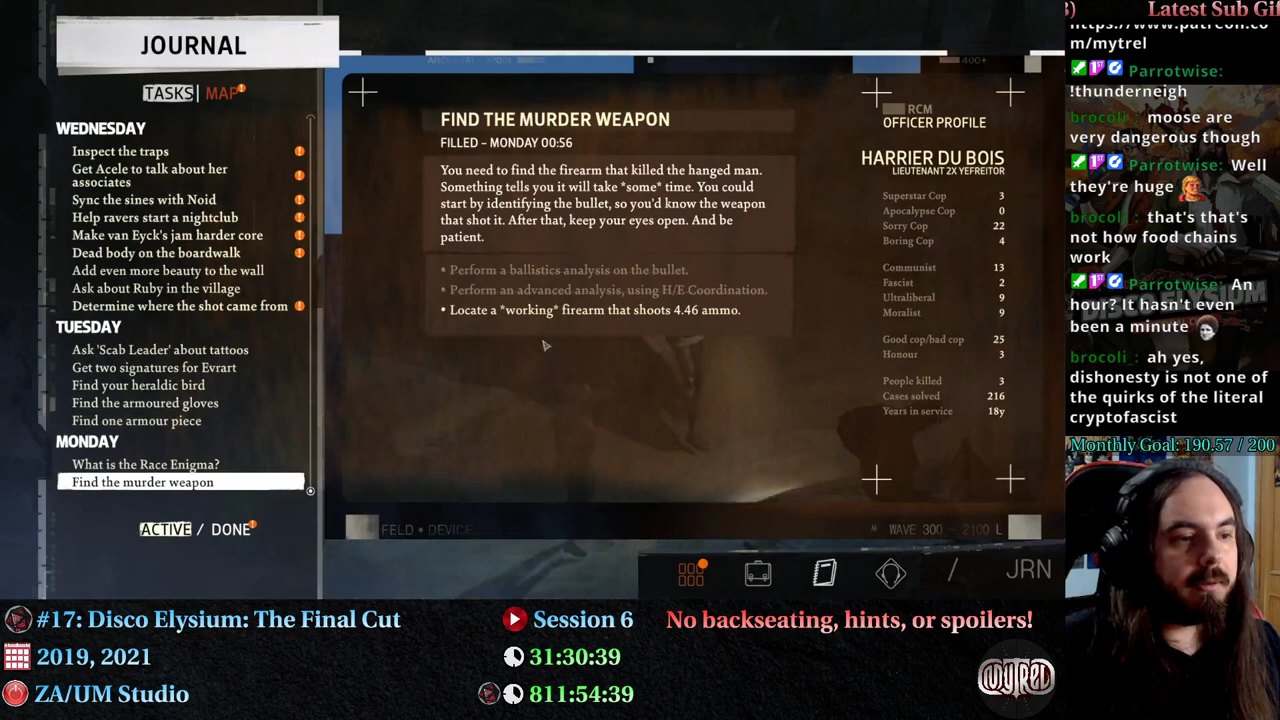 JOURNAL
TASKS | MAP
WEDNESDAY
Inspect the traps
Get Acele to talk about her
associates
Sync the sines with Noid
Help ravers start a nightclub
Make van Eyck's jam harder core
Dead body on the boardwalk
Add even more beauty to the wall
Ask about Ruby in the village
Determine where the shot came from
TUESDAY
Ask 'Scab Leader' about tattoos
Get two signatures for Evrart
Find your heraldic bird
Find the armoured gloves
Find one armour piece
MONDAY
What is the Race Enigma?
Find the murder weapon
ACTIVE / DONE
400+
FIND THE MURDER WEAPON
FILLED – MONDAY 00:56
You need to find the firearm that killed the hanged man.
Something tells you it will take *some* time. You could
start by identifying the bullet, so you'd know the weapon
that shot it. After that, keep your eyes open. And be
patient.
• Perform a ballistics analysis on the bullet.
• Perform an advanced analysis, using H/E Coordination.
• Locate a *working* firearm that shoots 4.46 ammo.
RCM
OFFICER PROFILE
HARRIER DU BOIS
LIEUTENANT 2X YEFREITOR
Superstar Cop 3
Apocalypse Cop 0
Sorry Cop 22
Boring Cop 4
Communist 13
Fascist 2
Ultraliberal 9
Moralist 9
Good cop/bad cop 25
Honour 3
People killed 3
Cases solved 216
Years in service 18y
FELD • DEVICE
WAVE 300 – 2100 L
/ JRN
) Latest Sub Gif
https://www.patreon.co
m/mytrel
Parrotwise:
!thunderneigh
brocoli_: moose are
very dangerous though
Parrotwise: Well
they're huge
brocoli_: that's that's
not how food chains
work
Parrotwise: An
hour? It hasn't even
been a minute
brocoli_: ah yes,
dishonesty is not one of
the quirks of the literal
cryptofascist
Monthly Goal: 190.57 / 200
#17: Disco Elysium: The Final Cut
2019, 2021
ZA/UM Studio
Session 6
31:30:39
811:54:39
No backseating, hints, or spoilers!
mytrel